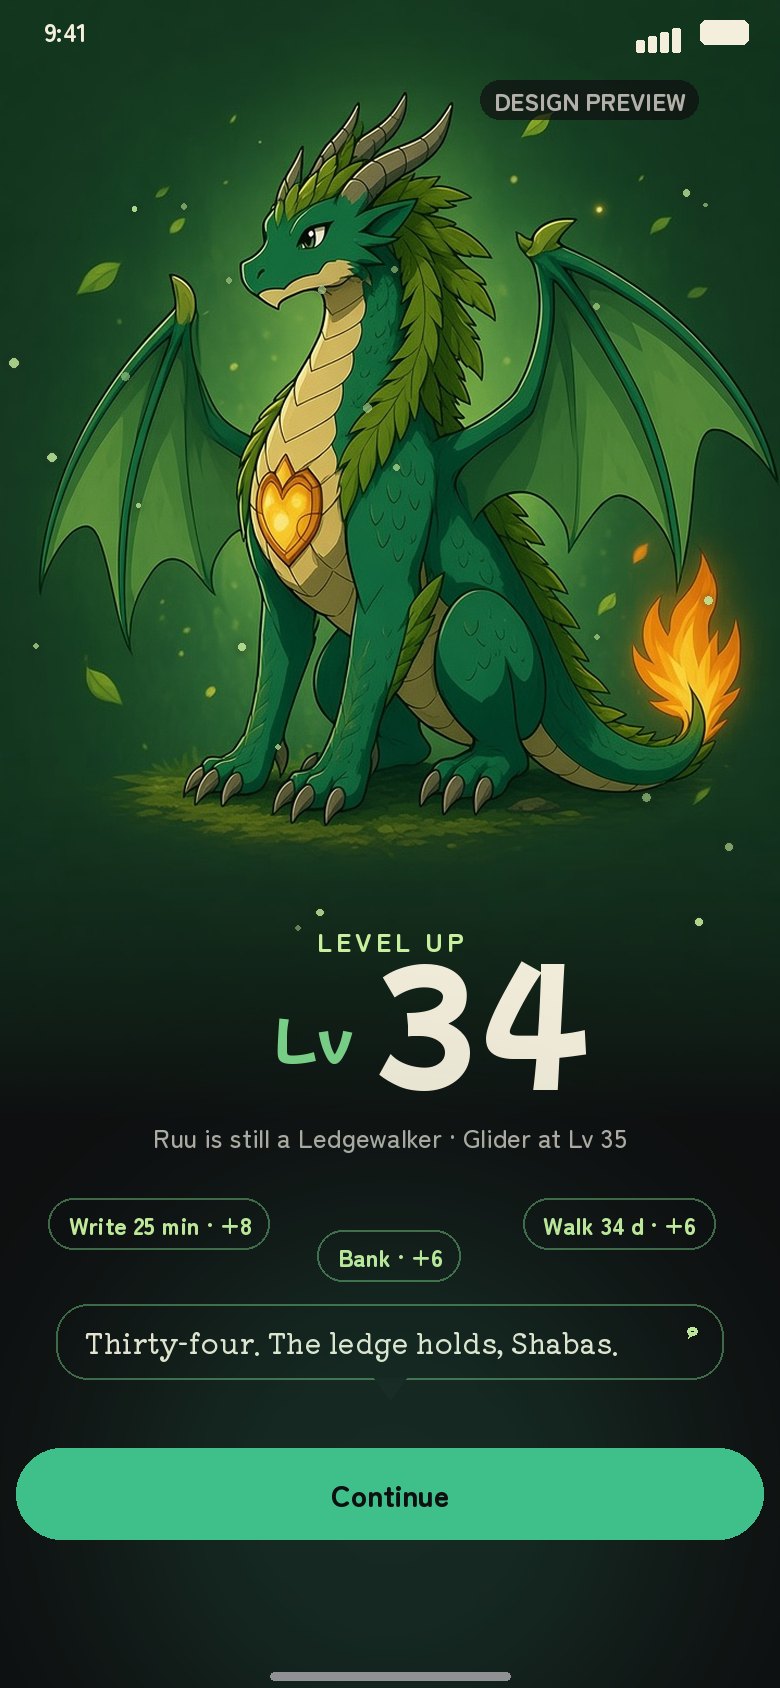 9:41
DESIGN PREVIEW
LEVEL UP
Lv 34
Ruu is still a Ledgewalker · Glider at Lv 35
Write 25 min · +8
Bank · +6
Walk 34 d · +6
Thirty-four. The ledge holds, Shabas.
Continue